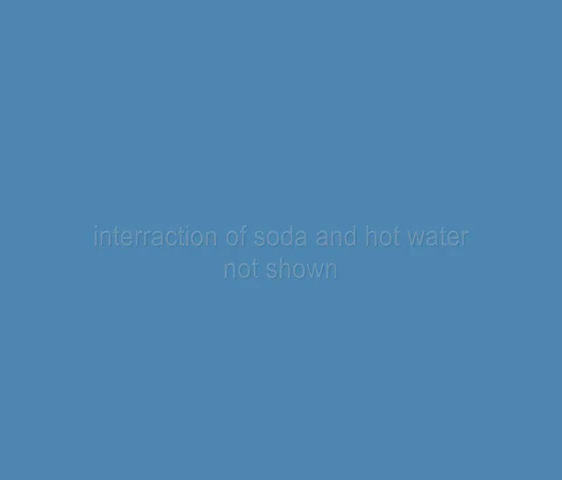 interraction of soda and hot water
not shown